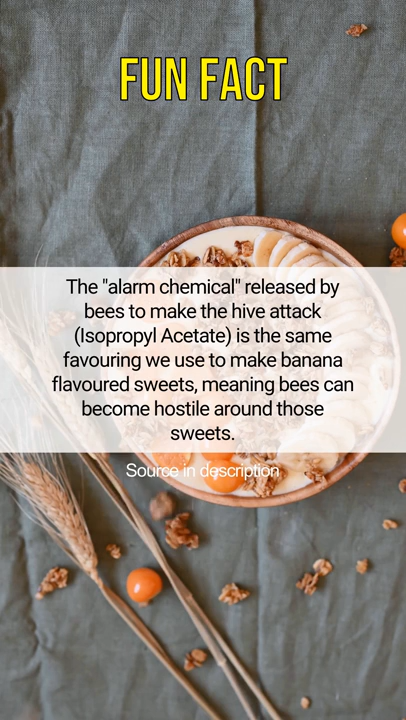 FUN FACT
The "alarm chemical" released by
bees to make the hive attack
(Isopropyl Acetate) is the same
favouring we use to make banana
flavoured sweets, meaning bees can
become hostile around those
sweets.
Source in description